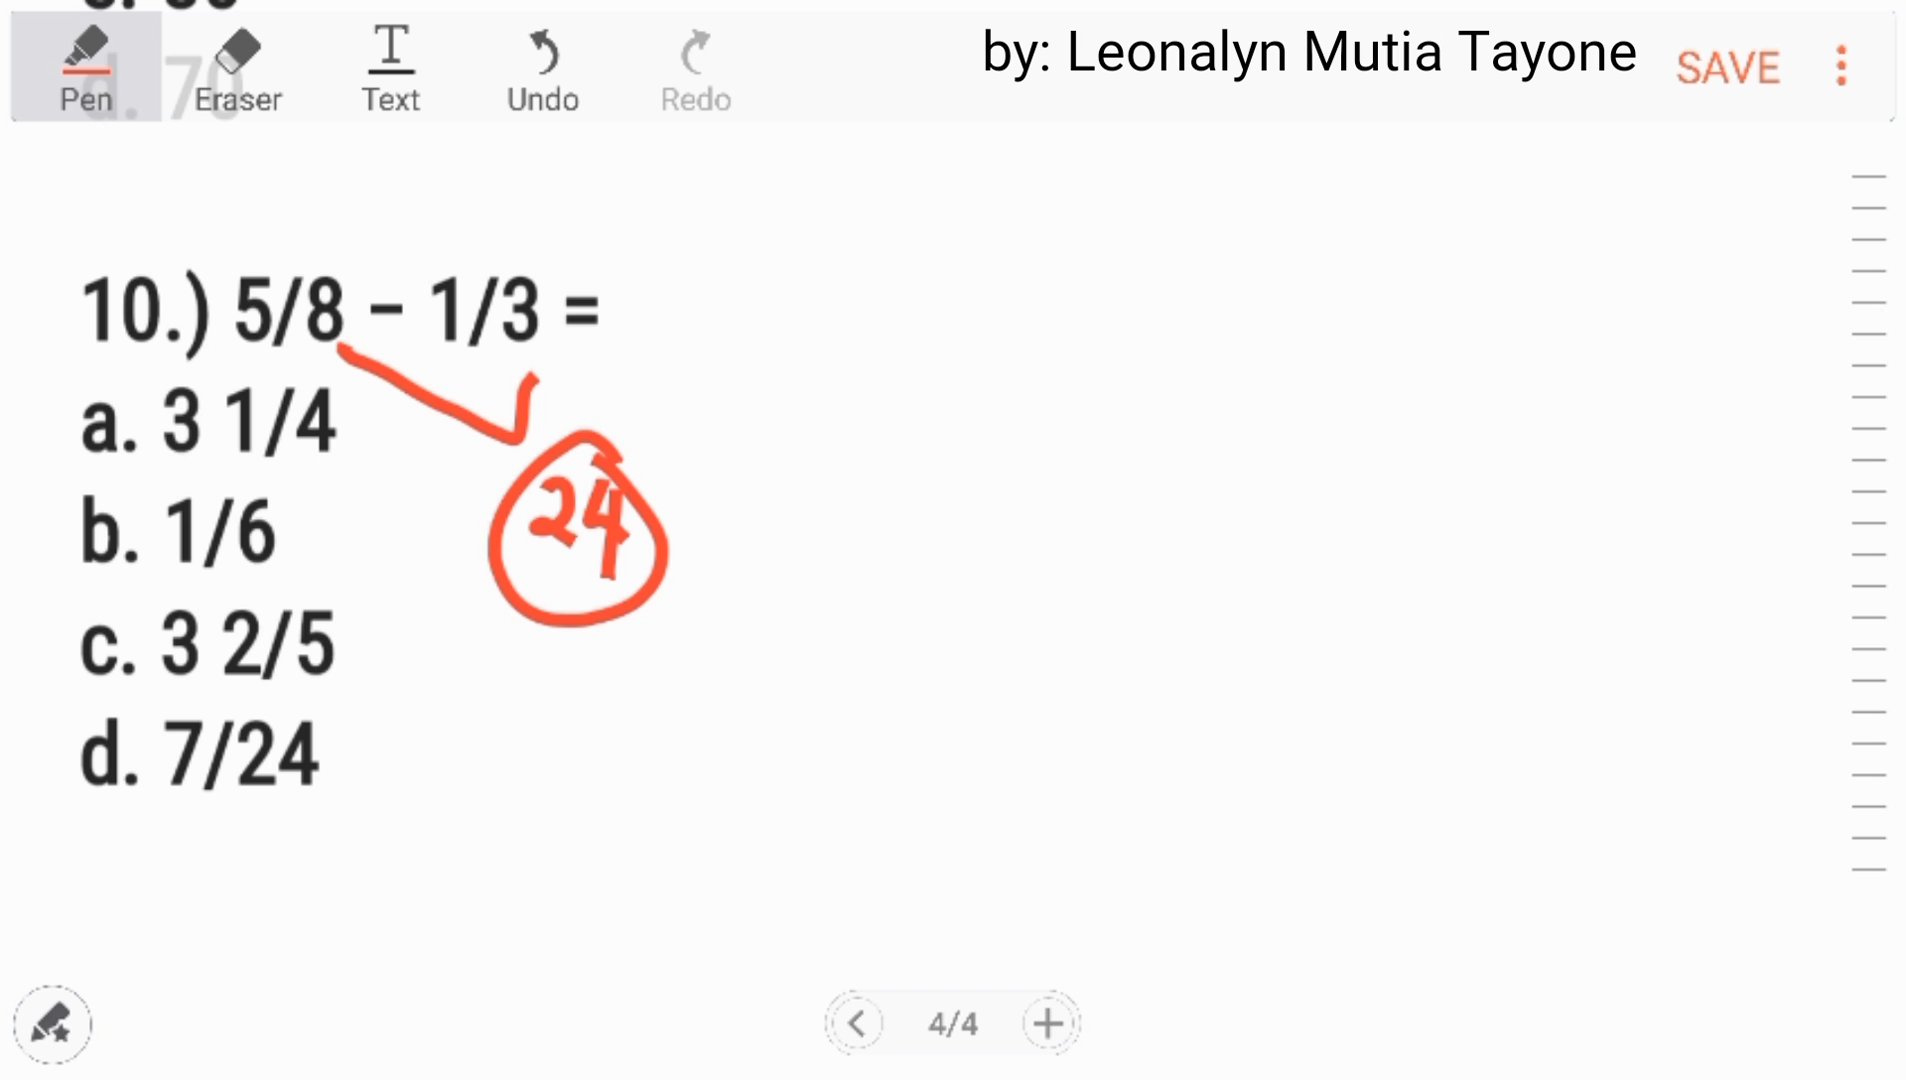 by: Leonalyn Mutia Tayone
SAVE
d. 70
Pen
Eraser
Text
Undo
Redo
10.) 5/8 – 1/3 =
a. 3 1/4
b. 1/6
24
c. 3 2/5
d. 7/24
4/4